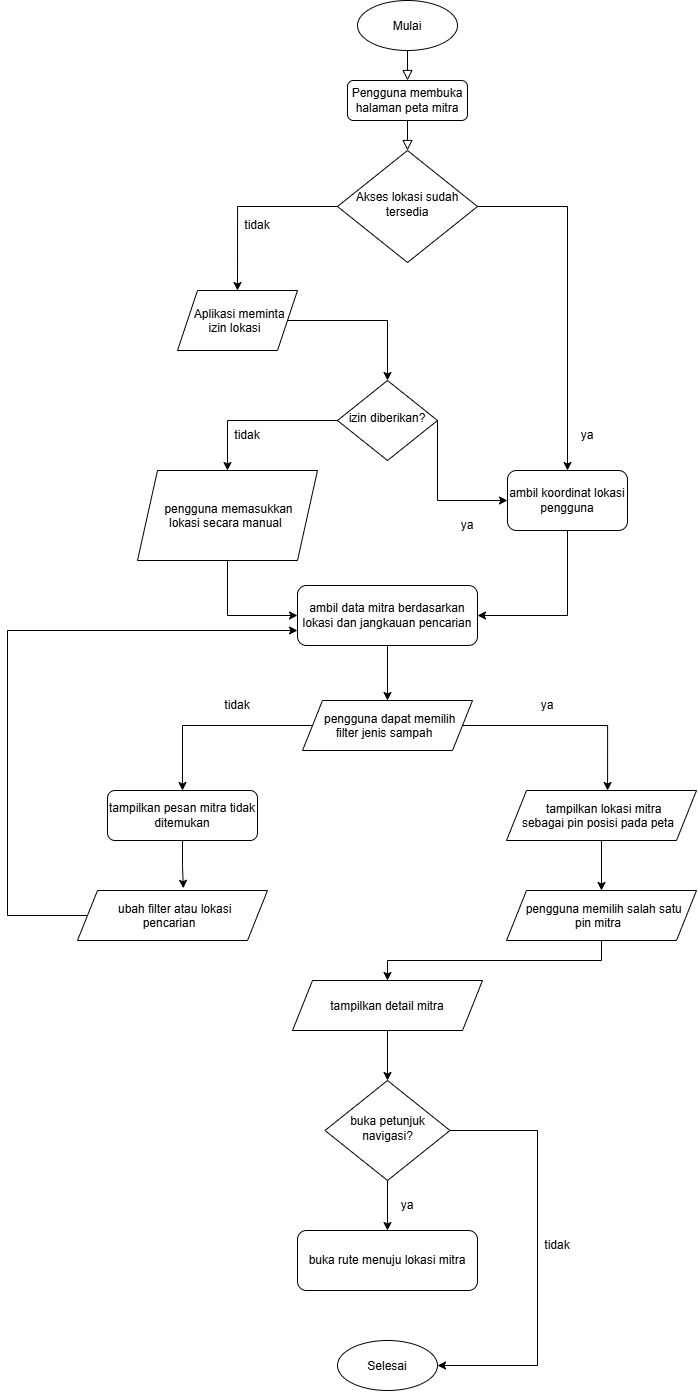 Mulai
Pengguna membuka
halaman peta mitra
Akses lokasi sudah
tersedia
tidak
Aplikasi meminta
izin lokasi
izin diberikan?
tidak
ya
pengguna memasukkan
lokasi secara manual
ambil koordinat lokasi
pengguna
ya
ambil data mitra berdasarkan
lokasi dan jangkauan pencarian
tidak
pengguna dapat memilih
filter jenis sampah
ya
tampilkan pesan mitra tidak
ditemukan
tampilkan lokasi mitra
sebagai pin posisi pada peta
ubah filter atau lokasi
pencarian
pengguna memilih salah satu
pin mitra
tampilkan detail mitra
buka petunjuk
navigasi?
ya
tidak
buka rute menuju lokasi mitra
Selesai